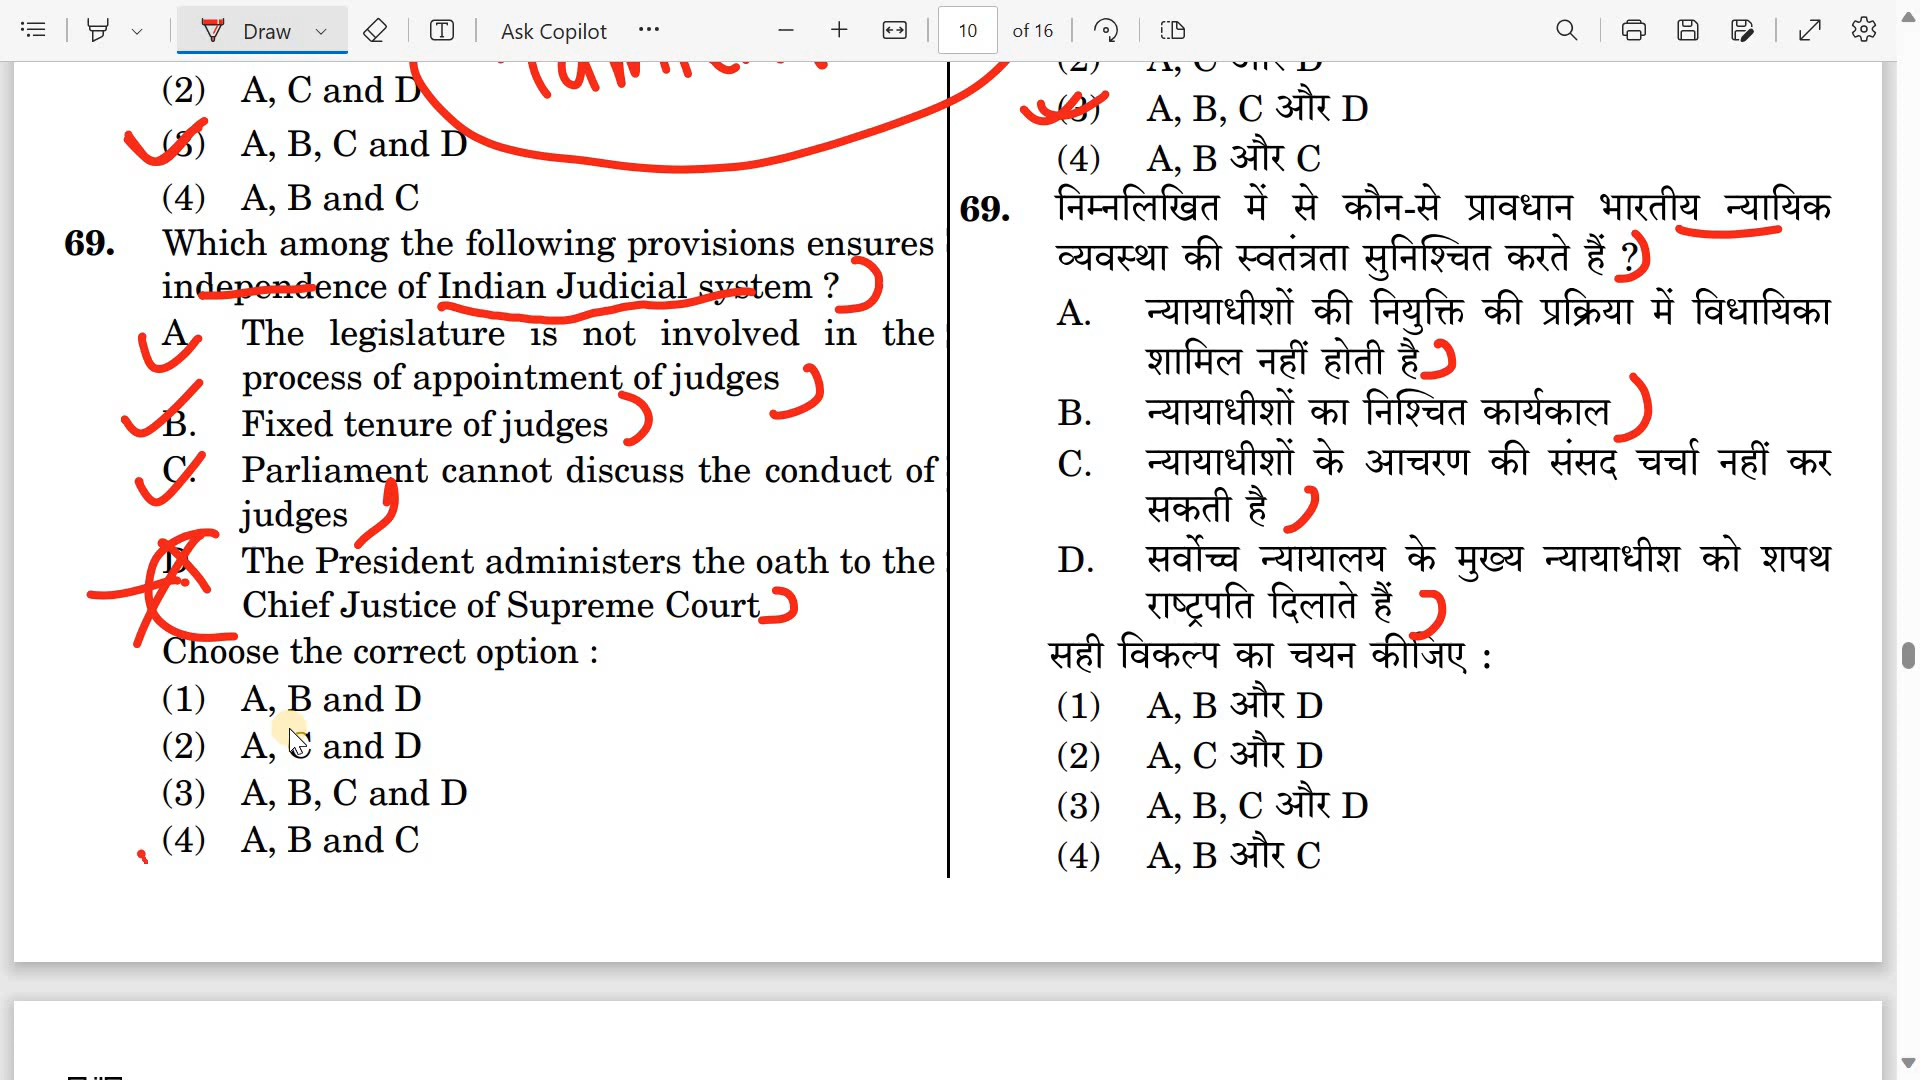 Draw
Ask Copilot
10 of 16
(2) A, C and D
(3) A, B, C and D
(4) A, B and C
69. Which among the following provisions ensures
independence of Indian Judicial system ?
A. The legislature is not involved in the
process of appointment of judges
B. Fixed tenure of judges
C. Parliament cannot discuss the conduct of
judges
D. The President administers the oath to the
Chief Justice of Supreme Court
Choose the correct option :
(1) A, B and D
(2) A, C and D
(3) A, B, C and D
(4) A, B and C
(2) A, C और D
(3) A, B, C और D
(4) A, B और C
69. निम्नलिखित में से कौन-से प्रावधान भारतीय न्यायिक
व्यवस्था की स्वतंत्रता सुनिश्चित करते हैं ?
A. न्यायाधीशों की नियुक्ति की प्रक्रिया में विधायिका
शामिल नहीं होती है
B. न्यायाधीशों का निश्चित कार्यकाल
C. न्यायाधीशों के आचरण की संसद चर्चा नहीं कर
सकती है
D. सर्वोच्च न्यायालय के मुख्य न्यायाधीश को शपथ
राष्ट्रपति दिलाते हैं
सही विकल्प का चयन कीजिए :
(1) A, B और D
(2) A, C और D
(3) A, B, C और D
(4) A, B और C